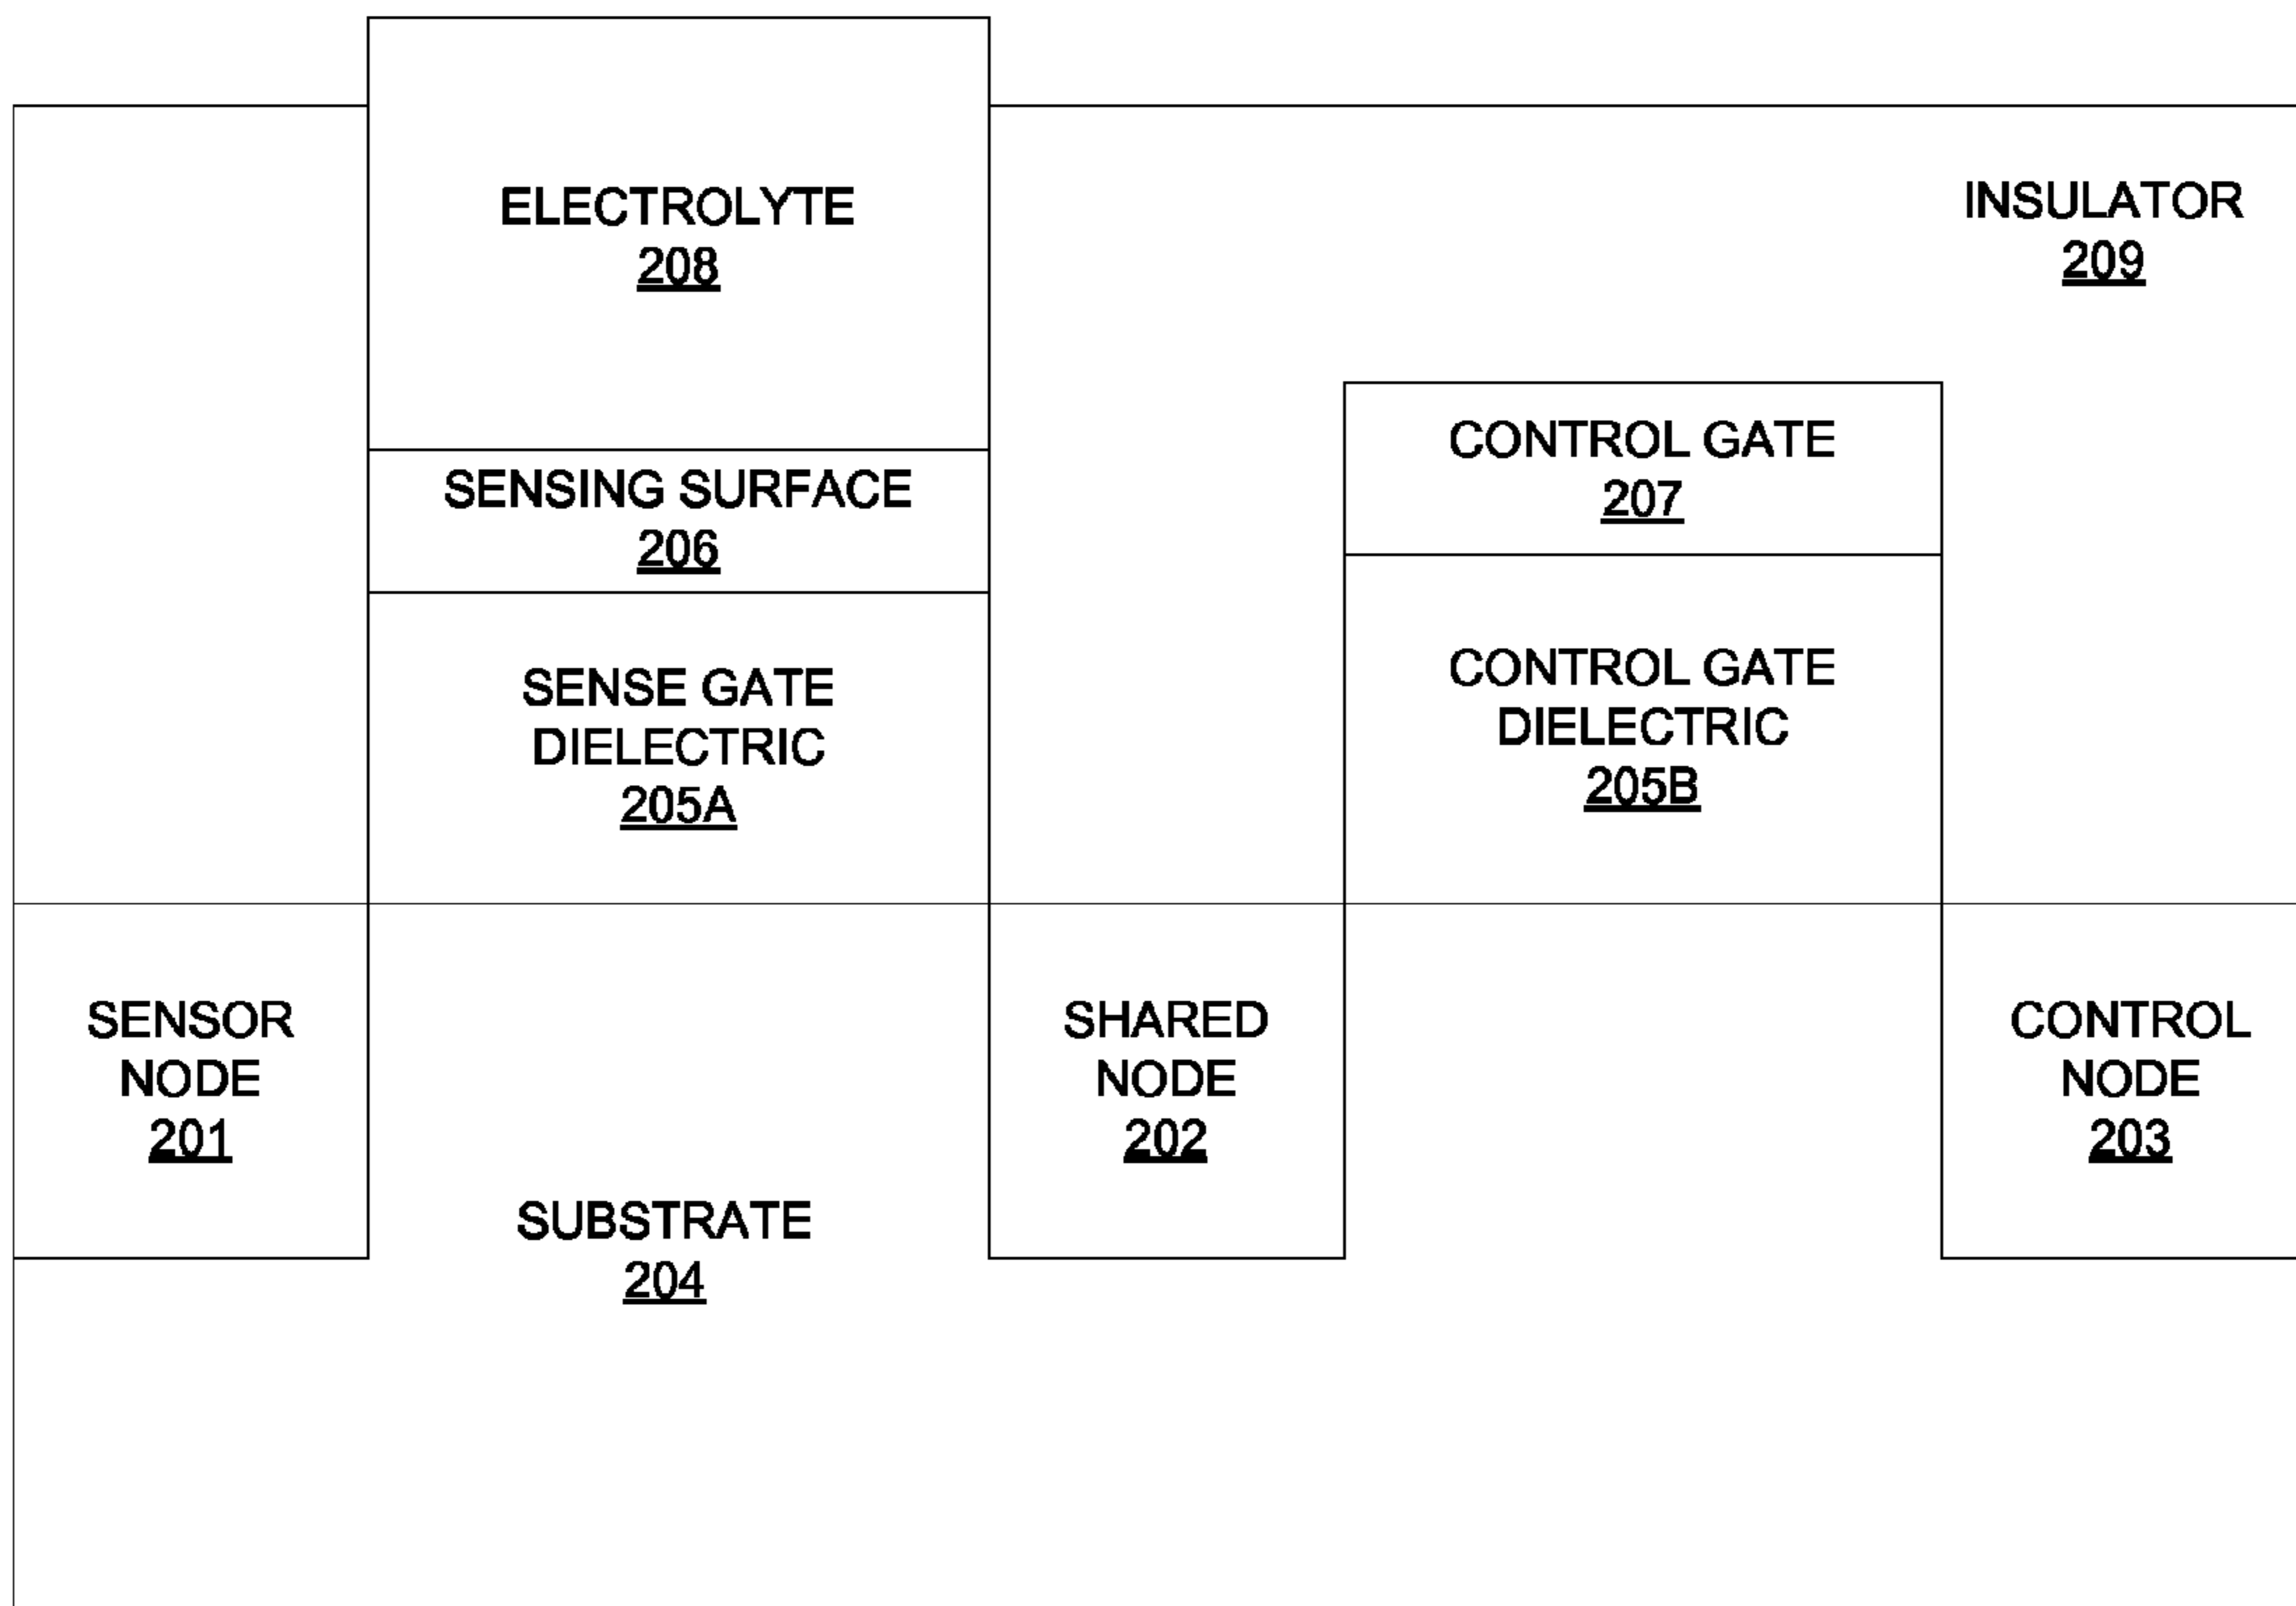 ELECTROLYTE
208
INSULATOR
209
SENSING SURFACE
206
CONTROL GATE
207
SENSE GATE
DIELECTRIC
205A
CONTROL GATE
DIELECTRIC
205B
SENSOR
NODE
201
SHARED
NODE
202
CONTROL
NODE
203
SUBSTRATE
204